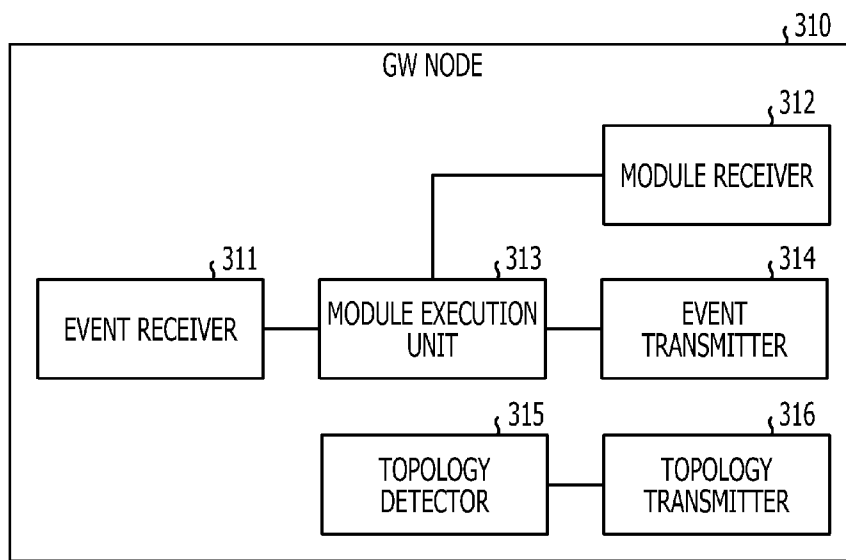 310
GW NODE
312
MODULE RECEIVER
311
EVENT RECEIVER
313
MODULE EXECUTION
UNIT
314
EVENT
TRANSMITTER
315
TOPOLOGY
DETECTOR
316
TOPOLOGY
TRANSMITTER